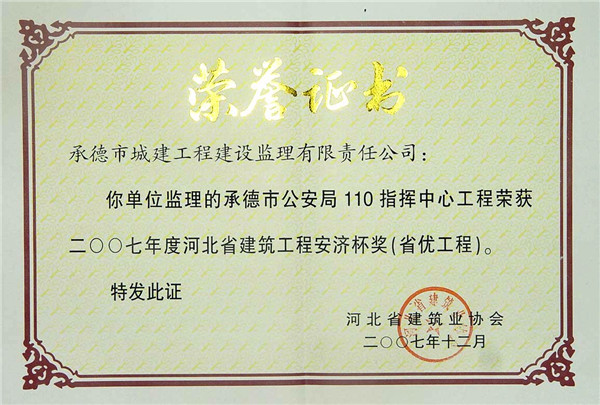 荣誉证书
承德市城建工程建设监理有限责任公司：
你单位监理的承德市公安局110指挥中心工程荣获
二〇〇七年度河北省建筑工程安济杯奖(省优工程)。
特发此证
河北省建筑业协会
二〇〇七年十二月